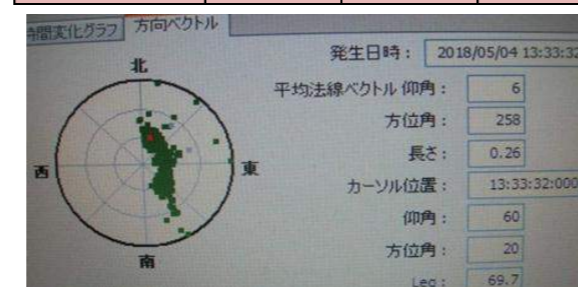 時間変化グラフ 方向ベクトル
発生日時： 2018/05/04 13:33:32
北
平均法線ベクトル 仰角： 6
方位角： 258
長さ： 0.26
西
東
カーソル位置： 13:33:32:000
仰角： 60
方位角： 20
南
Leq： 69.7